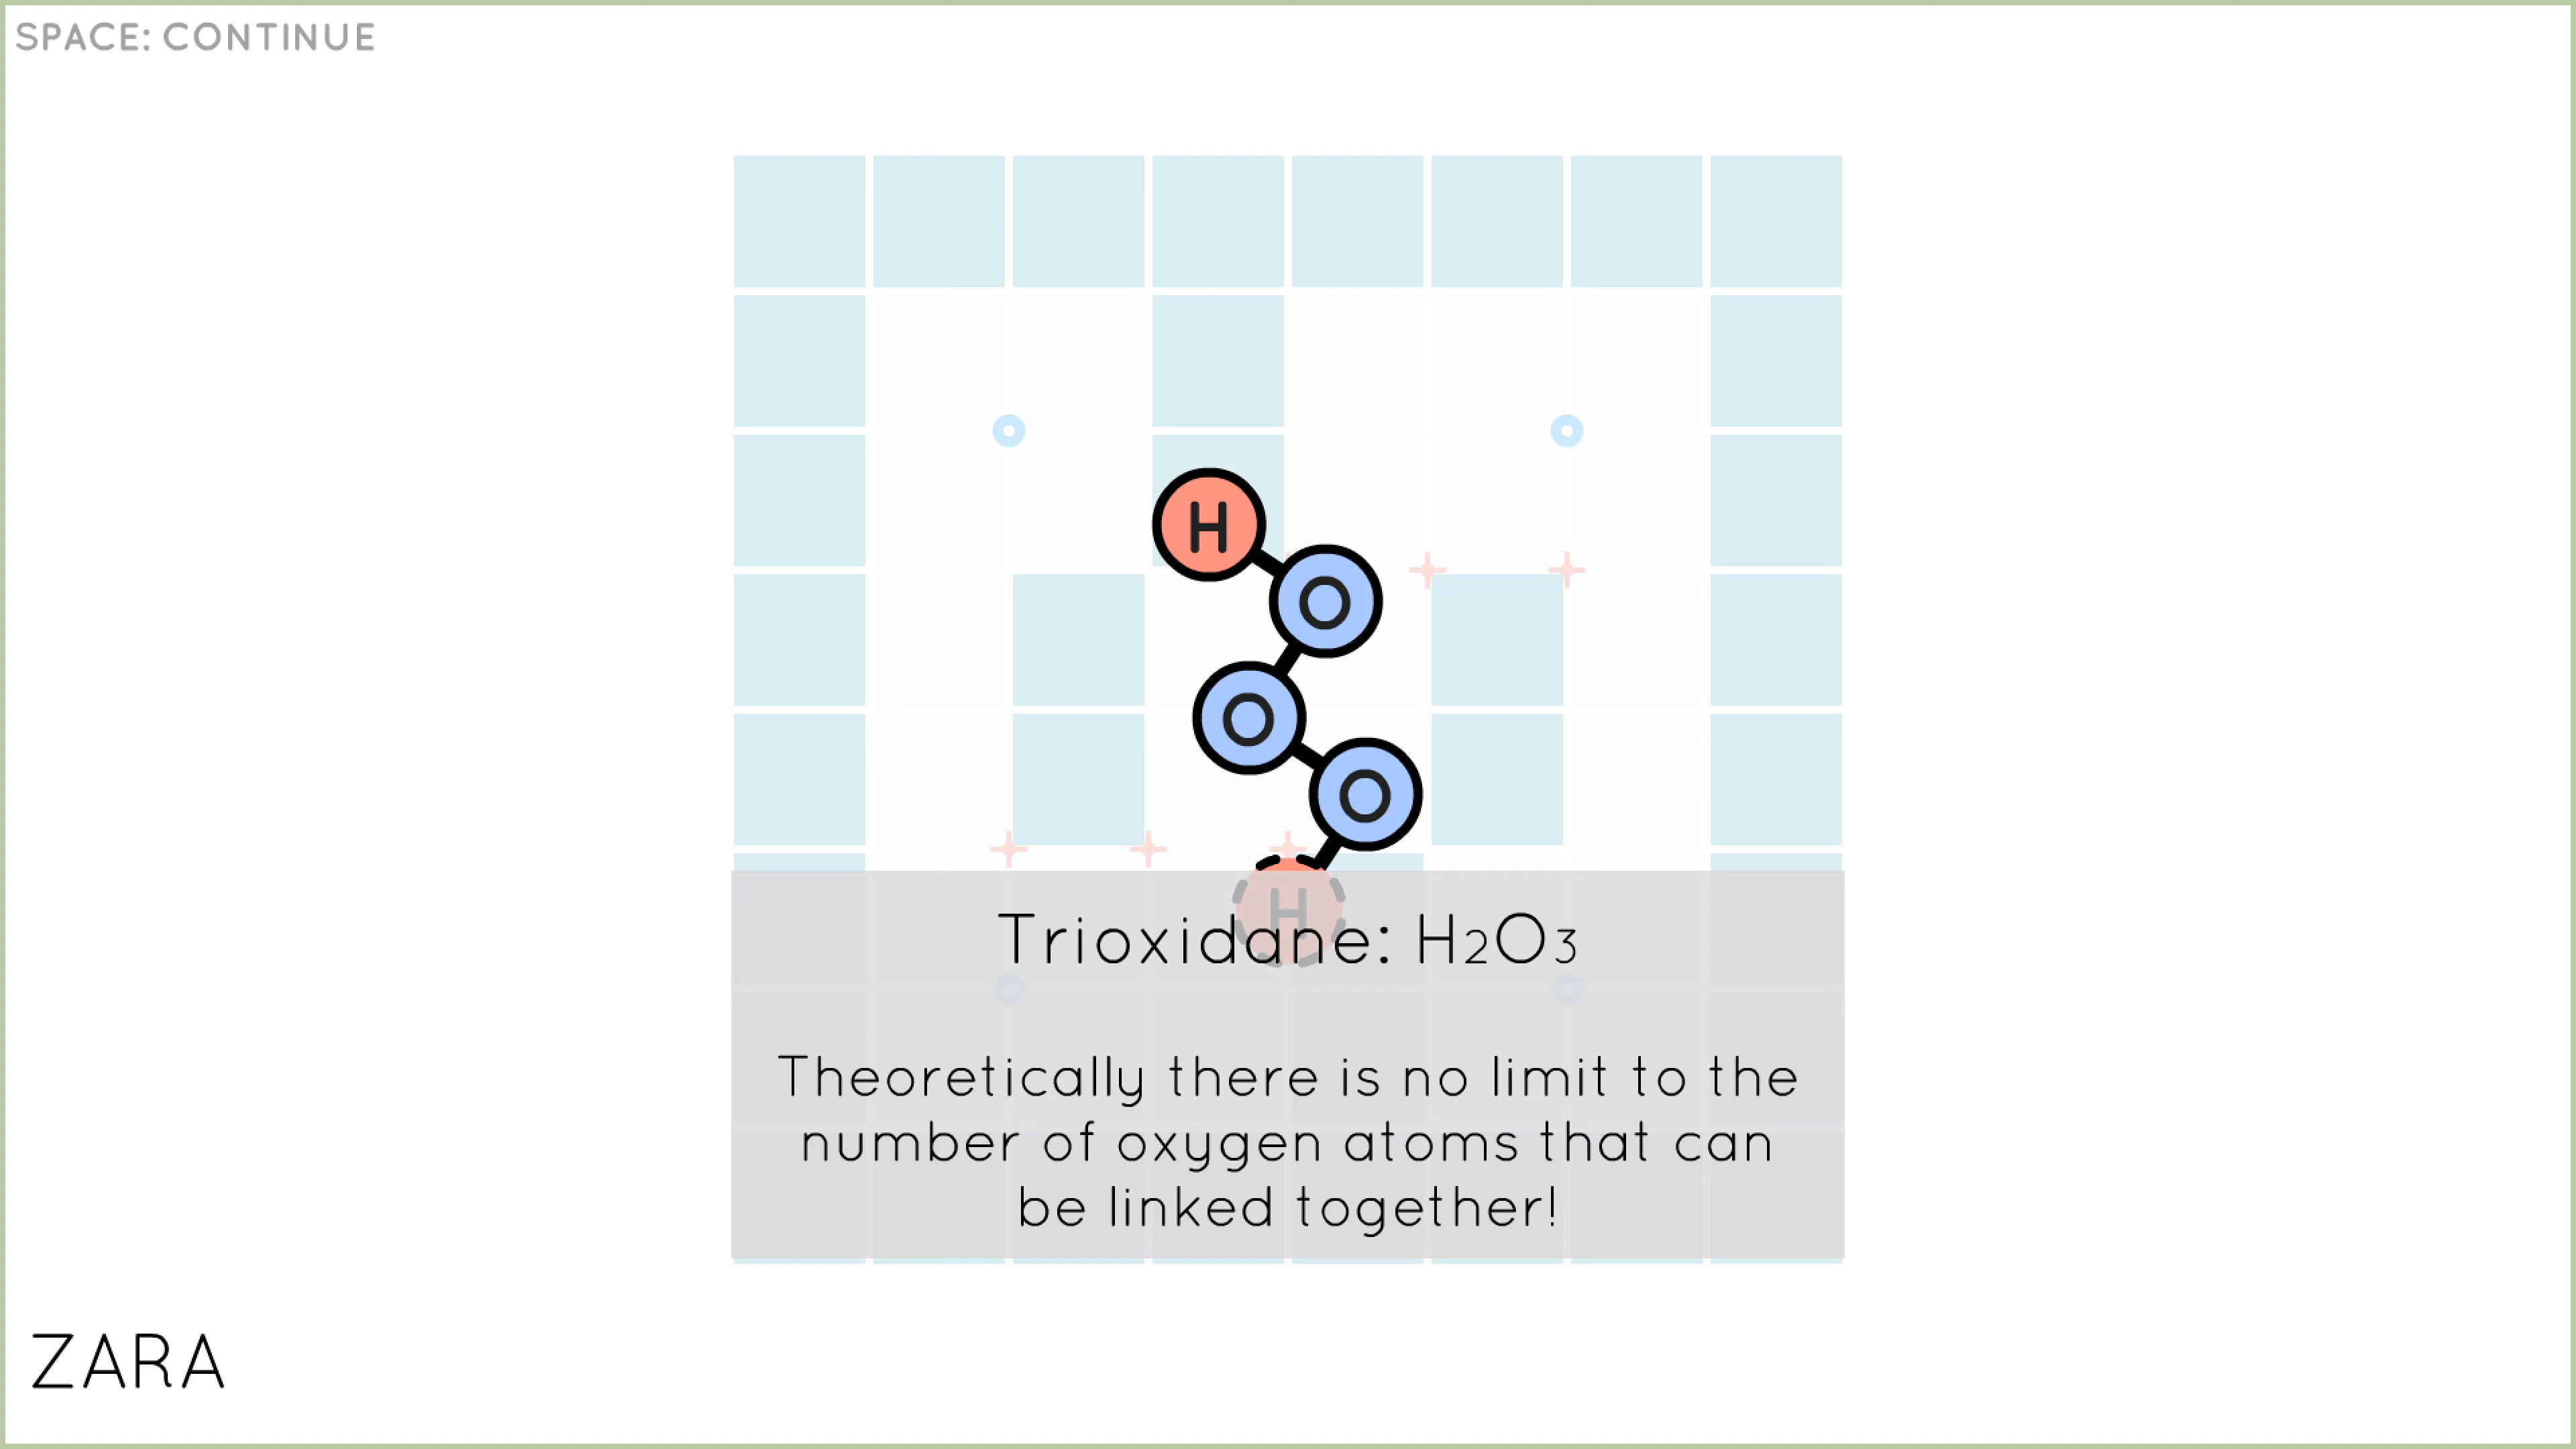 SPACE: CONTINUE
H
O
O
O
H
Trioxidane: H₂O₃
Theoretically there is no limit to the
number of oxygen atoms that can
be linked together!
ZARA